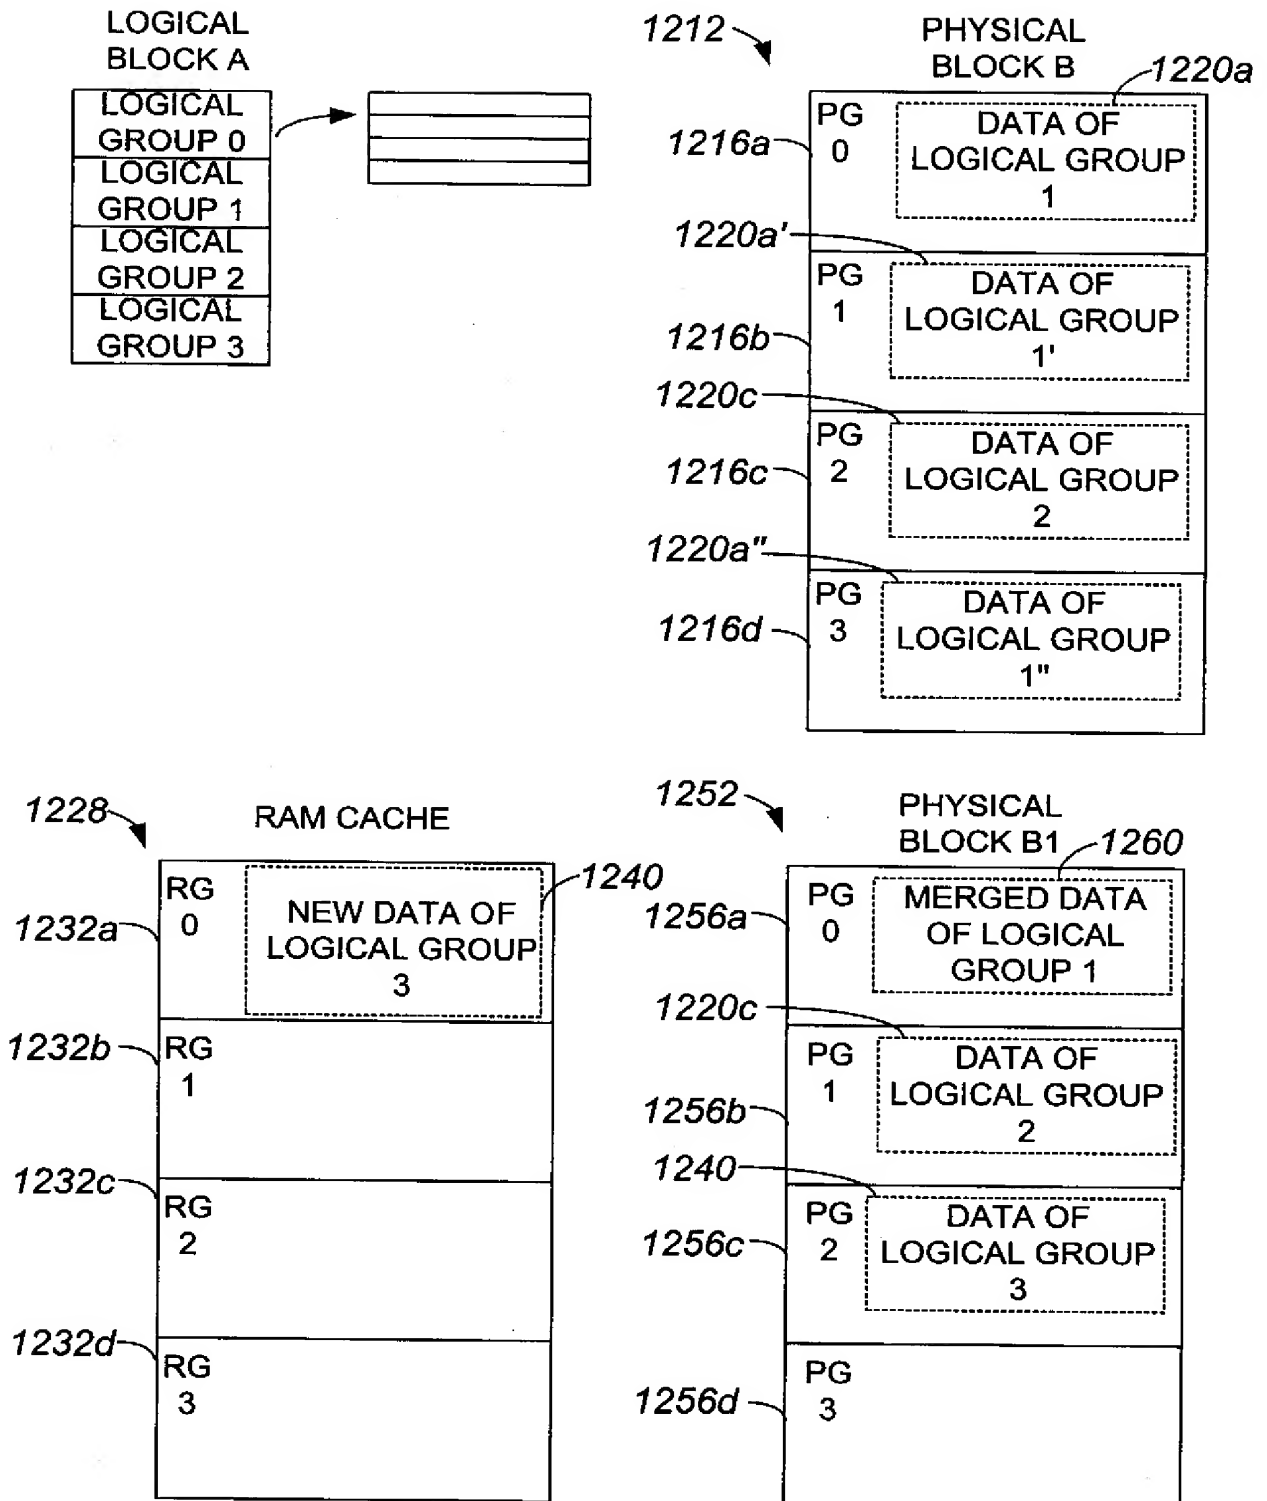 LOGICAL
BLOCK A
LOGICAL
GROUP 0
LOGICAL
GROUP 1
LOGICAL
GROUP 2
LOGICAL
GROUP 3
1212
PHYSICAL
BLOCK B
1220a
1216a
PG
0
DATA OF
LOGICAL GROUP
1
1220a'
1216b
PG
1
DATA OF
LOGICAL GROUP
1'
1220c
1216c
PG
2
DATA OF
LOGICAL GROUP
2
1220a"
1216d
PG
3
DATA OF
LOGICAL GROUP
1"
1228
RAM CACHE
1240
1232a
RG
0
NEW DATA OF
LOGICAL GROUP
3
1232b
RG
1
1232c
RG
2
1232d
RG
3
1252
PHYSICAL
BLOCK B1
1260
1256a
PG
0
MERGED DATA
OF LOGICAL
GROUP 1
1220c
1256b
PG
1
DATA OF
LOGICAL GROUP
2
1240
1256c
PG
2
DATA OF
LOGICAL GROUP
3
1256d
PG
3